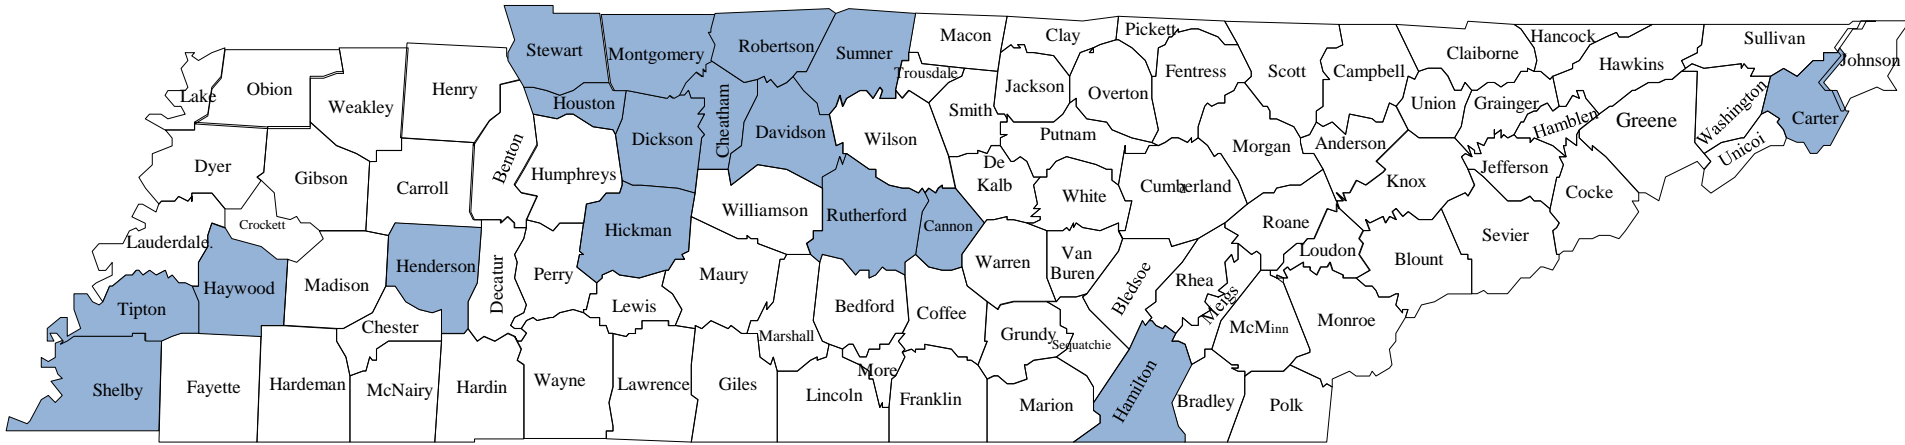 Stewart
Montgomery
Robertson
Sumner
Macon
Clay
Pickett
Hancock
Sullivan
Johnson
Lake
Obion
Weakley
Henry
Houston
Cheatham
Trousdale
Jackson
Overton
Fentress
Scott
Campbell
Claiborne
Hawkins
Union
Grainger
Hamblen
Greene
Washington
Carter
Unicoi
Dyer
Gibson
Carroll
Benton
Humphreys
Dickson
Davidson
Wilson
Smith
De
Kalb
Putnam
White
Cumberland
Morgan
Anderson
Knox
Jefferson
Cocke
Crockett
Lauderdale.
Haywood
Madison
Henderson
Decatur
Perry
Hickman
Williamson
Rutherford
Cannon
Warren
Van
Buren
Bledsoe
Rhea
Meigs
Roane
Loudon
Blount
Sevier
Tipton
Chester
Lewis
Maury
Marshall
Bedford
Coffee
Grundy
Sequatchie
McMinn
Monroe
Shelby
Fayette
Hardeman
McNairy
Hardin
Wayne
Lawrence
Giles
Lincoln
More
Franklin
Marion
Hamilton
Bradley
Polk